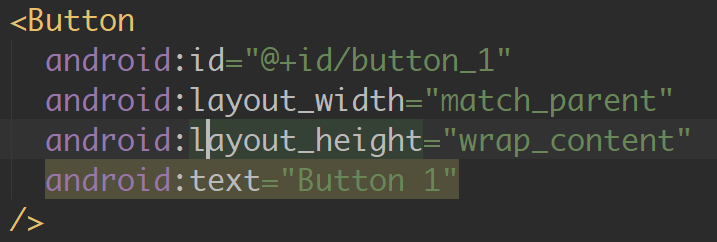 <Button
android:id="@+id/button_1"
android:layout_width="match_parent"
android:layout_height="wrap_content"
android:text="Button 1"
/>